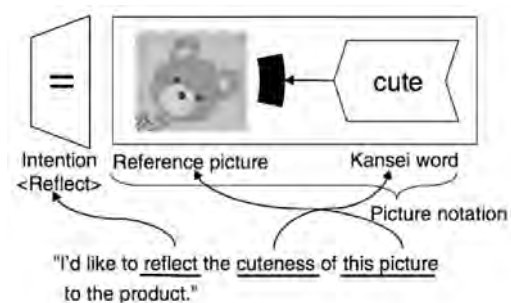 =
cute
Intention
<Reflect>
Reference picture
Kansei word
Picture notation
"I'd like to reflect the cuteness of this picture
to the product."